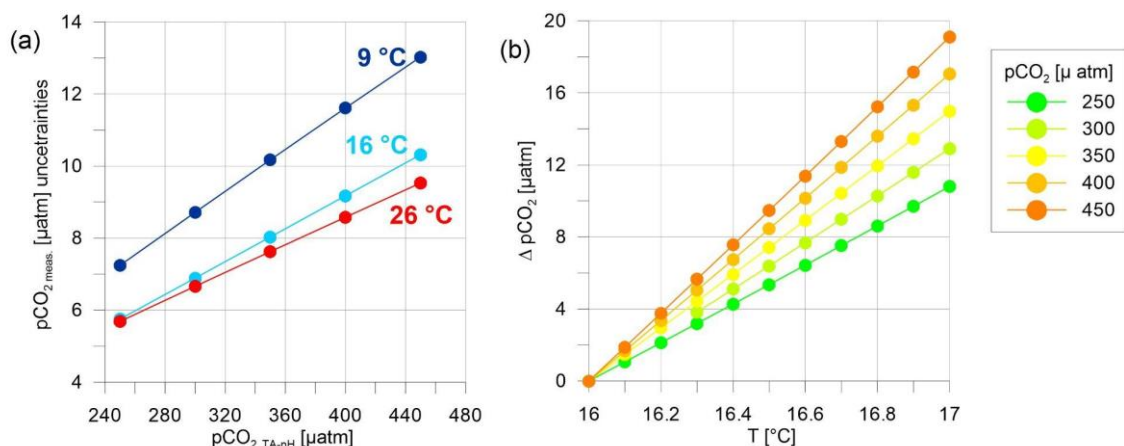 (a)
14
12
10
8
6
4
pCO2 meas. [µatm] uncetrainties
9 °C
16 °C
26 °C
240 280 320 360 400 440 480
pCO2 TA-pH [µatm]
(b)
20
16
12
8
4
0
Δ pCO2 [µatm]
16 16.2 16.4 16.6 16.8 17
T [°C]
pCO2 [µ atm]
250
300
350
400
450